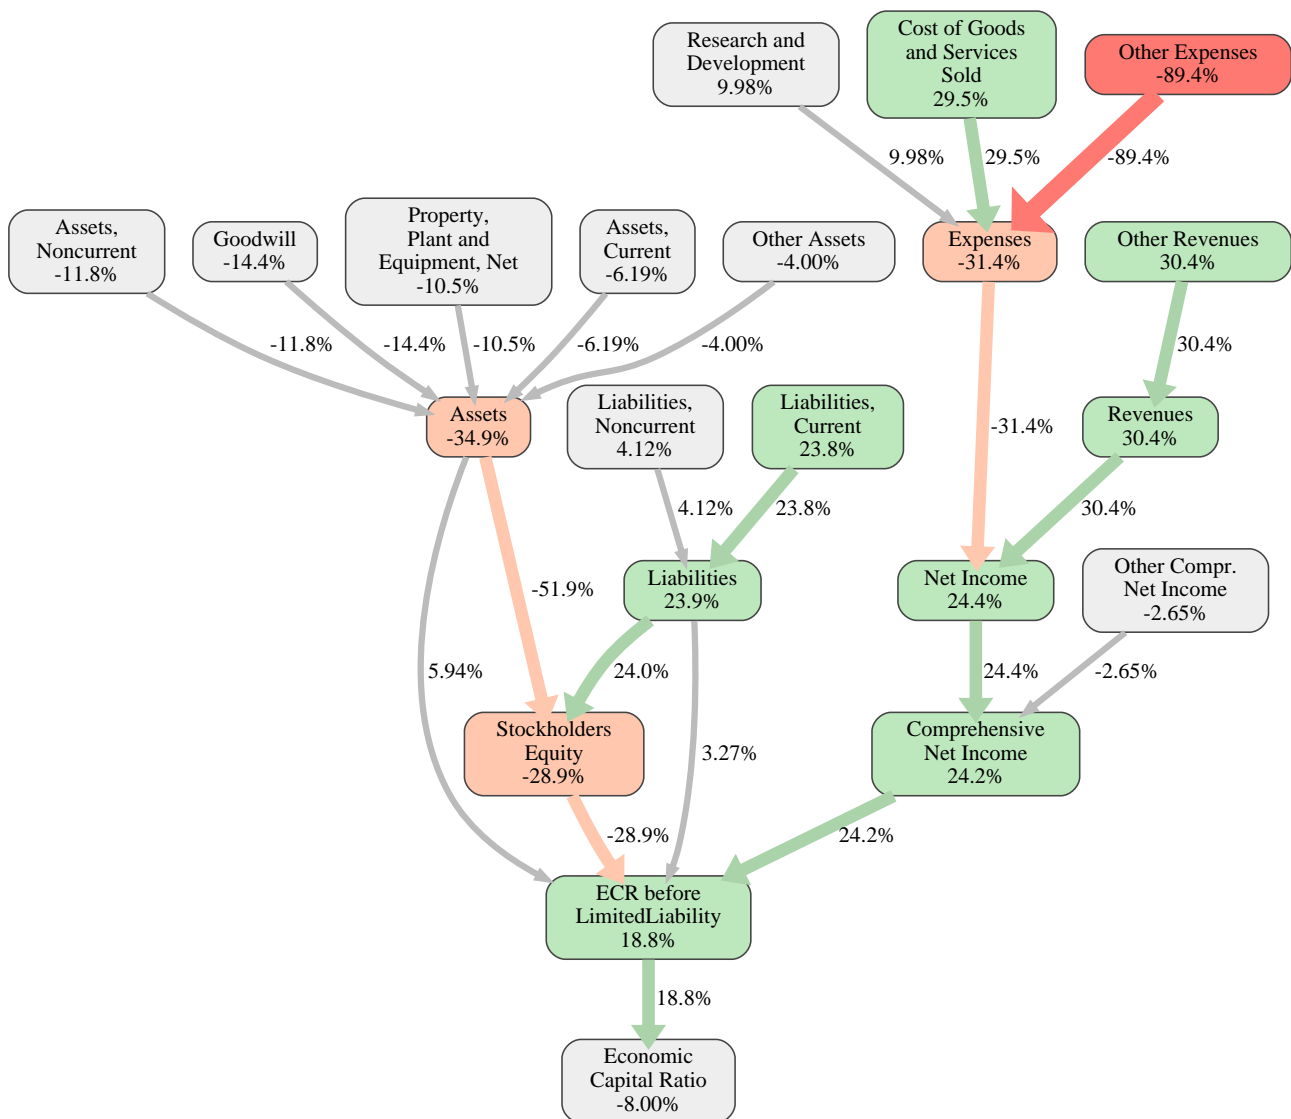 Research and
Development
9.98%
Cost of Goods
and Services
Sold
29.5%
Other Expenses
-89.4%
9.98%
29.5%
-89.4%
Assets,
Noncurrent
-11.8%
Goodwill
-14.4%
Property,
Plant and
Equipment, Net
-10.5%
Assets,
Current
-6.19%
Other Assets
-4.00%
Expenses
-31.4%
Other Revenues
30.4%
-11.8%
-14.4%
-10.5%
-6.19%
-4.00%
30.4%
Assets
-34.9%
Liabilities,
Noncurrent
4.12%
Liabilities,
Current
23.8%
-31.4%
Revenues
30.4%
4.12%
23.8%
30.4%
-51.9%
Liabilities
23.9%
Net Income
24.4%
Other Compr.
Net Income
-2.65%
5.94%
24.0%
24.4%
-2.65%
Stockholders
Equity
-28.9%
3.27%
Comprehensive
Net Income
24.2%
-28.9%
24.2%
ECR before
LimitedLiability
18.8%
18.8%
Economic
Capital Ratio
-8.00%